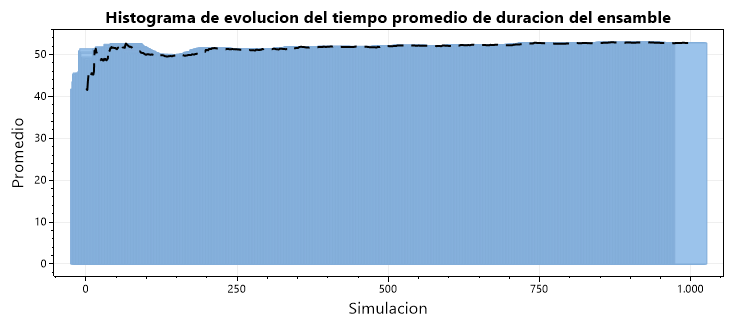 Histograma de evolucion del tiempo promedio de duracion del ensamble
Promedio
50
40
30
20
10
0
0 250 500 750 1.000
Simulacion